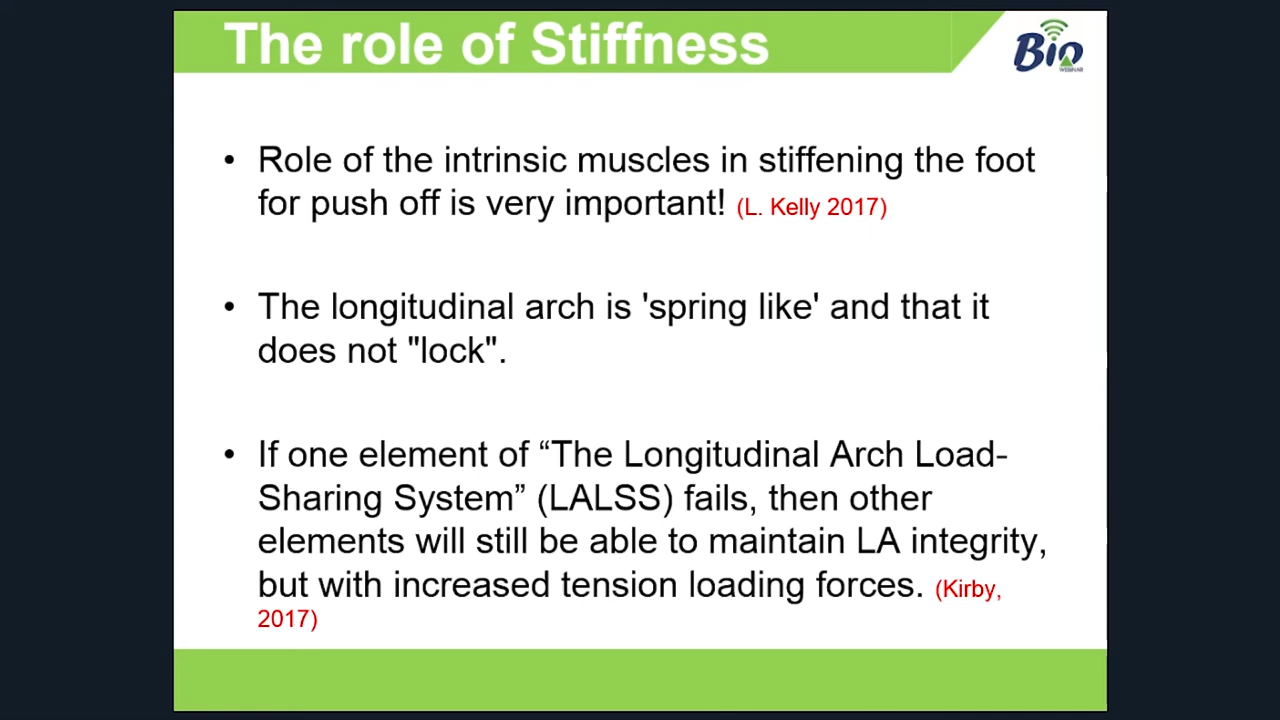 The role of Stiffness
Bio
WEBINAR
• Role of the intrinsic muscles in stiffening the foot
for push off is very important! (L. Kelly 2017)
• The longitudinal arch is 'spring like' and that it
does not "lock".
• If one element of “The Longitudinal Arch Load-
Sharing System” (LALSS) fails, then other
elements will still be able to maintain LA integrity,
but with increased tension loading forces. (Kirby,
2017)